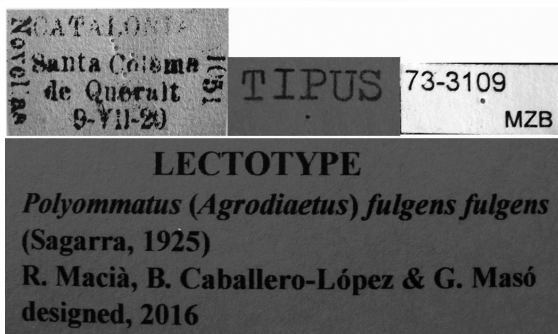 CATALONIA
Santa Coloma
de Queralt
9-VII-20
Novellas
1051
TIPUS
73-3109
MZB
LECTOTYPE
Polyommatus (Agrodiaetus) fulgens fulgens
(Sagarra, 1925)
R. Macià, B. Caballero-López & G. Masó
designed, 2016